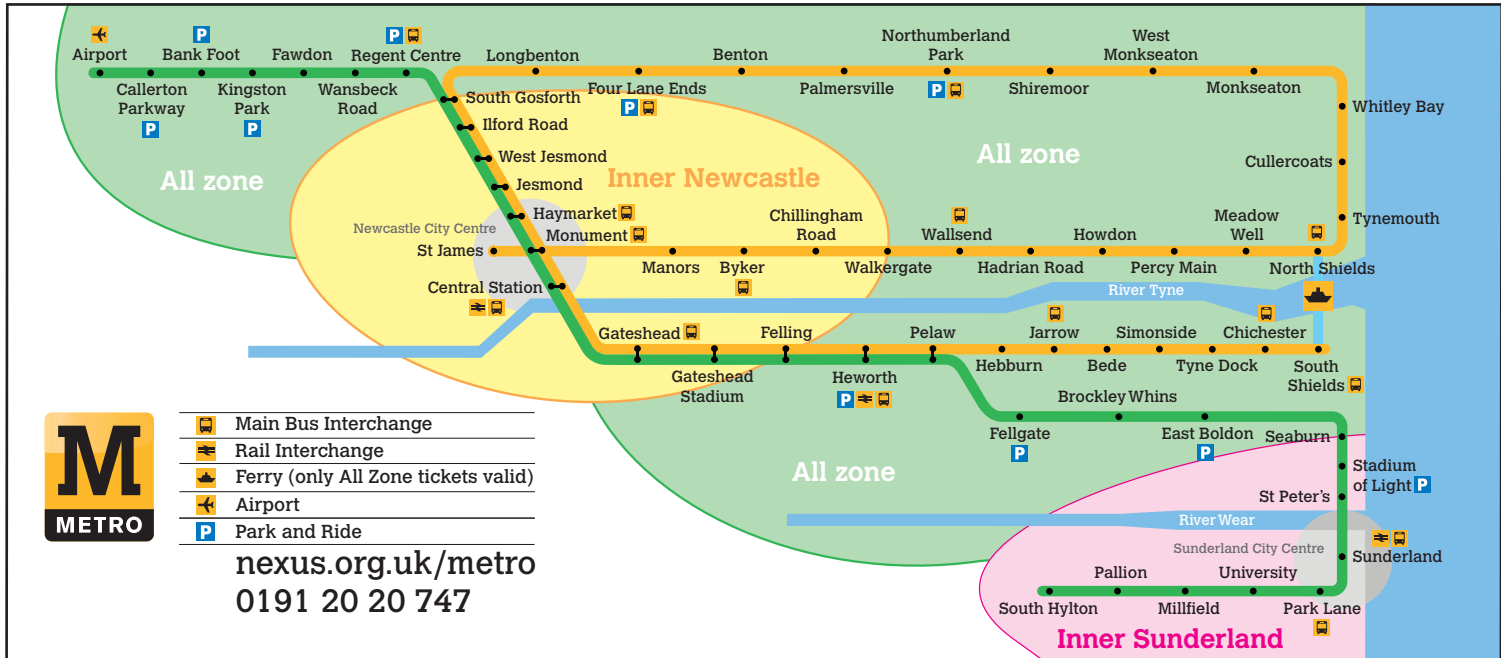 Airport
Callerton
Parkway
P
Bank Foot
P
Kingston
Park
P
Fawdon
Wansbeck
Road
Regent Centre
P
Longbenton
Four Lane Ends
P
Benton
Palmersville
Northumberland
Park
P
Shiremoor
West
Monkseaton
Monkseaton
Whitley Bay
Cullercoats
Tynemouth
South Gosforth
Ilford Road
West Jesmond
Jesmond
Haymarket
Monument
Newcastle City Centre
St James
Central Station
All zone
Inner Newcastle
All zone
Manors
Byker
Chillingham
Road
Walkergate
Wallsend
Hadrian Road
Howdon
Percy Main
Meadow
Well
North Shields
River Tyne
Gateshead
Gateshead
Stadium
Felling
Heworth
P
Pelaw
Hebburn
Jarrow
Bede
Simonside
Tyne Dock
Chichester
South
Shields
Brockley Whins
Fellgate
P
East Boldon
P
Seaburn
Stadium
of Light P
St Peter's
All zone
River Wear
Sunderland City Centre
Sunderland
South Hylton
Pallion
Millfield
University
Park Lane
Inner Sunderland
M
METRO
Main Bus Interchange
Rail Interchange
Ferry (only All Zone tickets valid)
Airport
P Park and Ride
nexus.org.uk/metro
0191 20 20 747